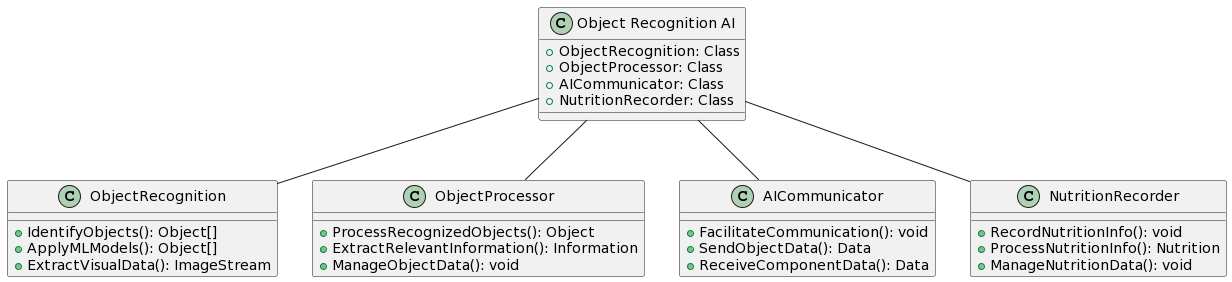 C Object Recognition AI
ObjectRecognition: Class
ObjectProcessor: Class
AICommunicator: Class
NutritionRecorder: Class
C ObjectRecognition
IdentifyObjects(): Object[]
ApplyMLModels(): Object[]
ExtractVisualData(): ImageStream
C ObjectProcessor
ProcessRecognizedObjects(): Object
ExtractRelevantInformation(): Information
ManageObjectData(): void
C AICommunicator
FacilitateCommunication(): void
SendObjectData(): Data
ReceiveComponentData(): Data
C NutritionRecorder
RecordNutritionInfo(): void
ProcessNutritionInfo(): Nutrition
ManageNutritionData(): void